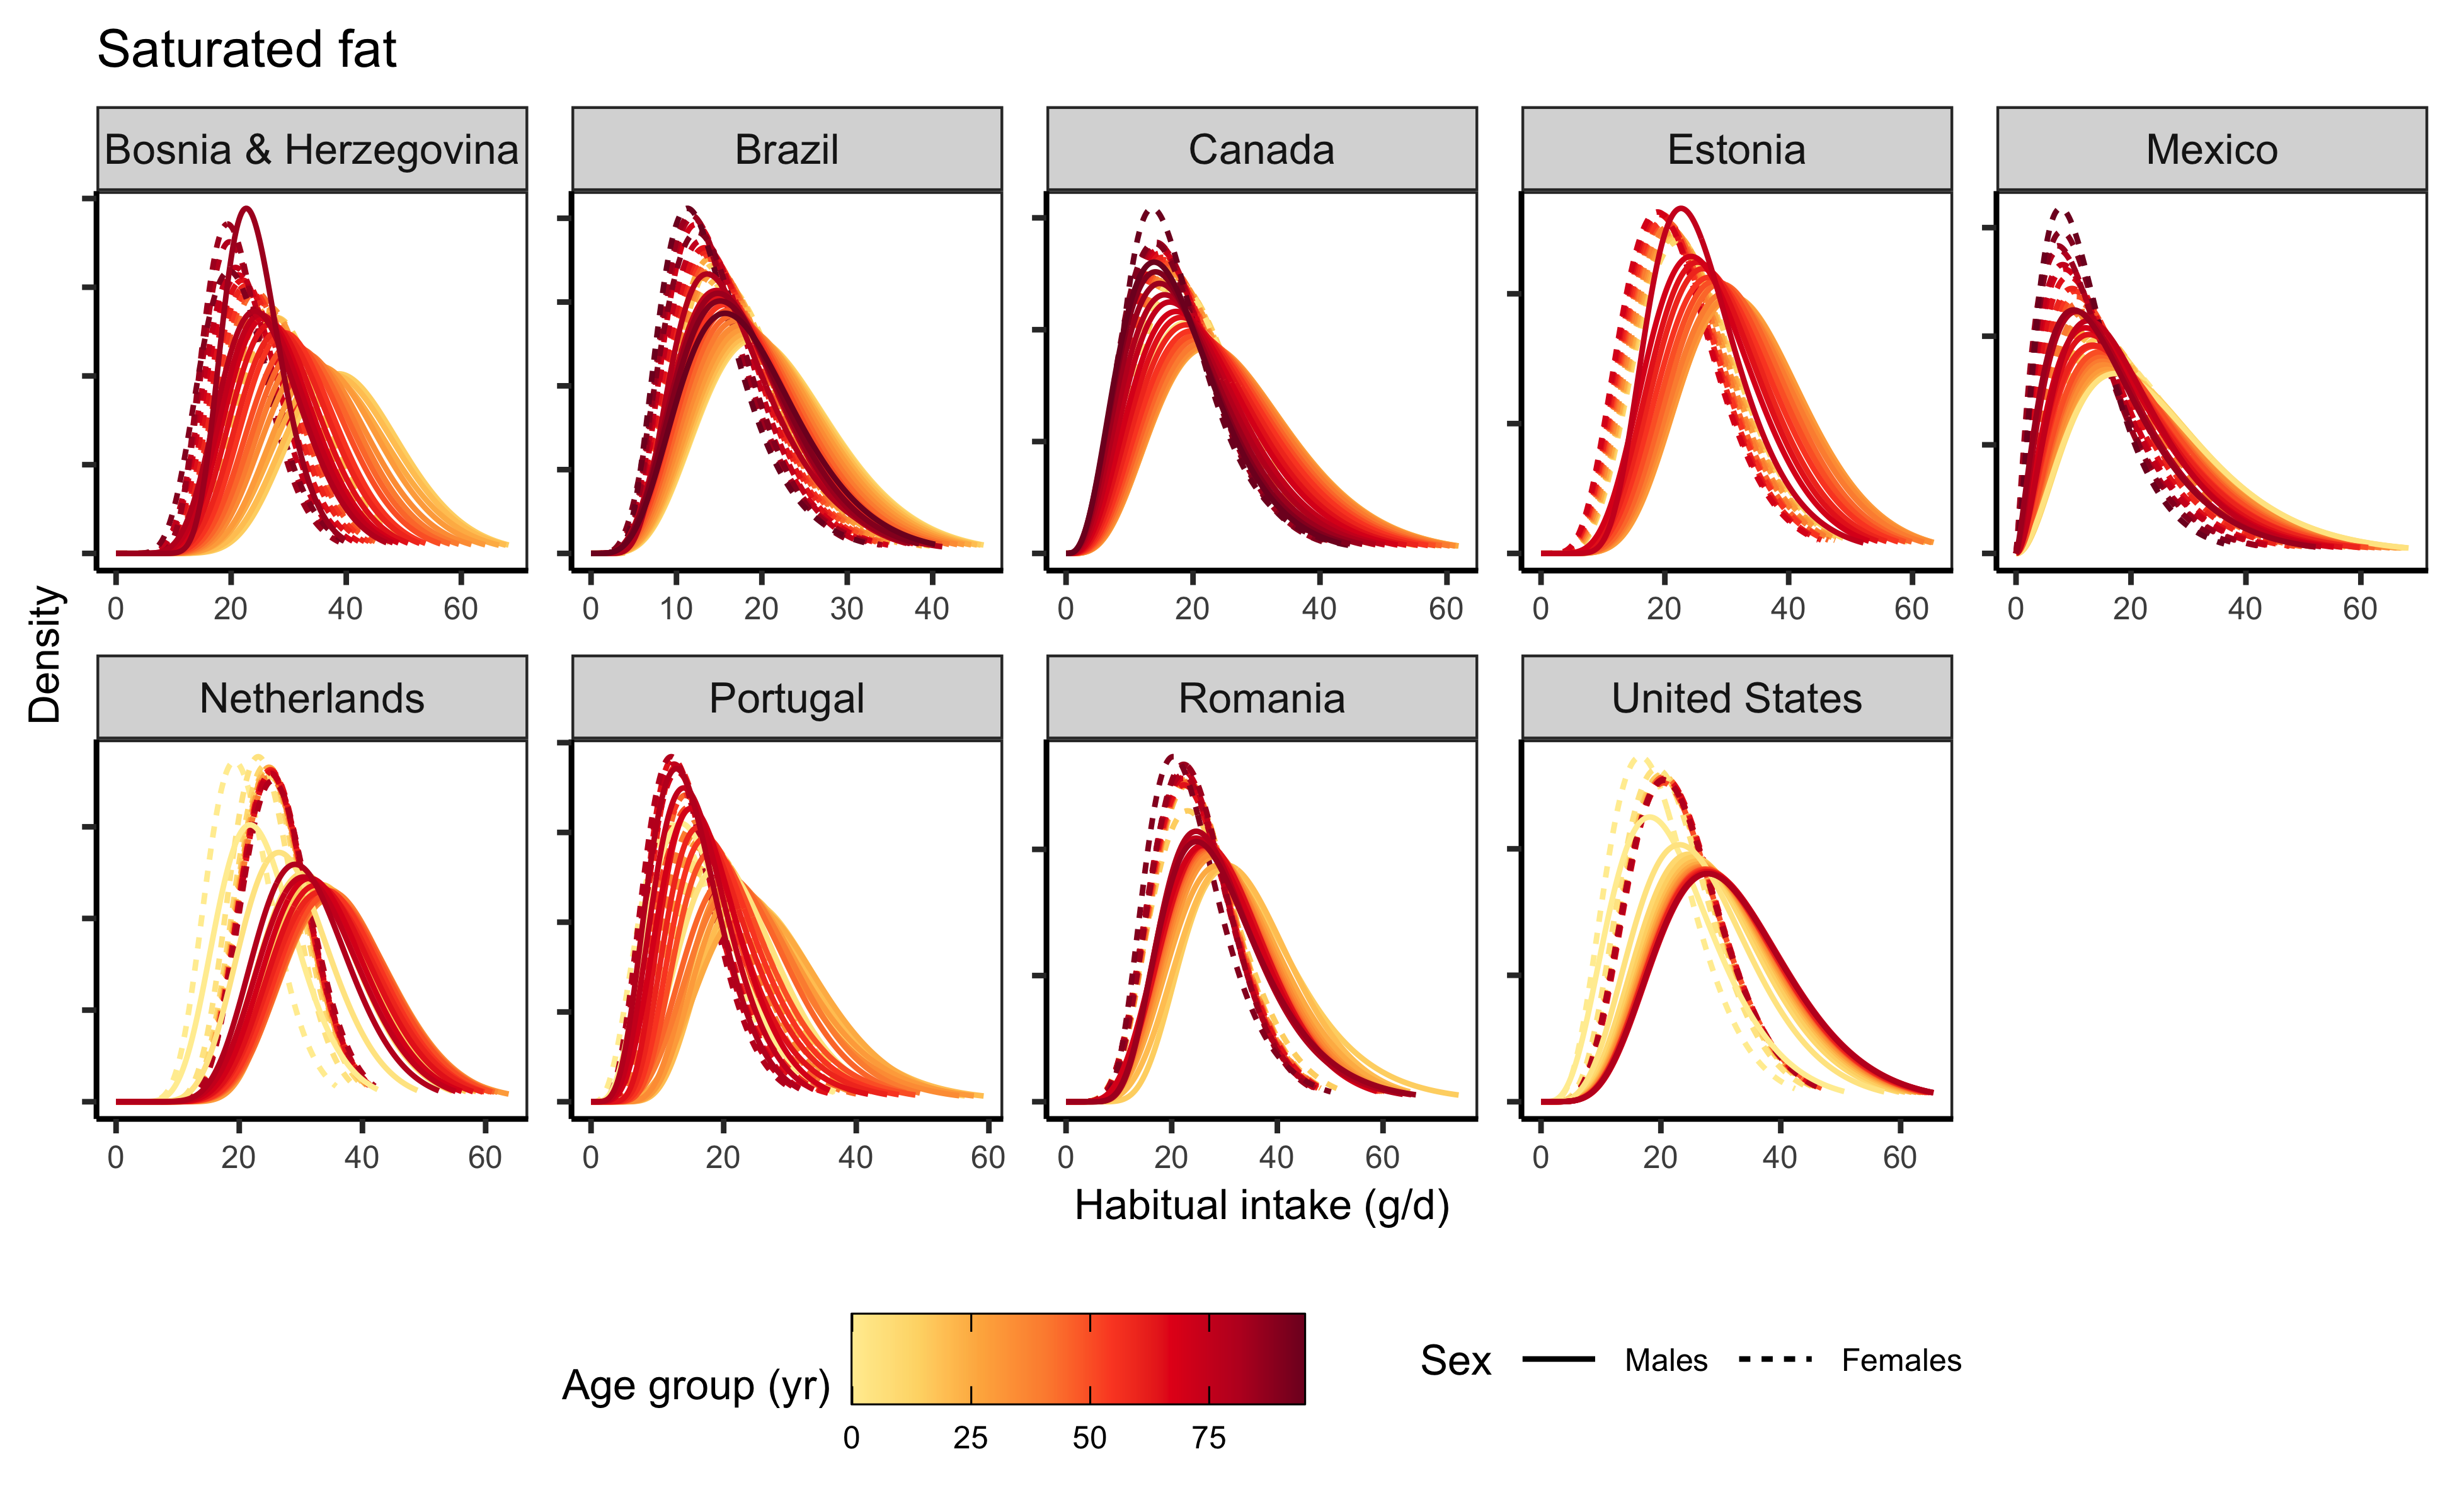 Saturated fat
Bosnia & Herzegovina Brazil Canada Estonia Mexico
0 20 40 60 0 10 20 30 40 0 20 40 60 0 20 40 60 0 20 40 60
Density
Netherlands Portugal Romania United States
0 20 40 60 0 20 40 60 0 20 40 60 0 20 40 60
Habitual intake (g/d)
Age group (yr)
0 25 50 75
Sex Males Females